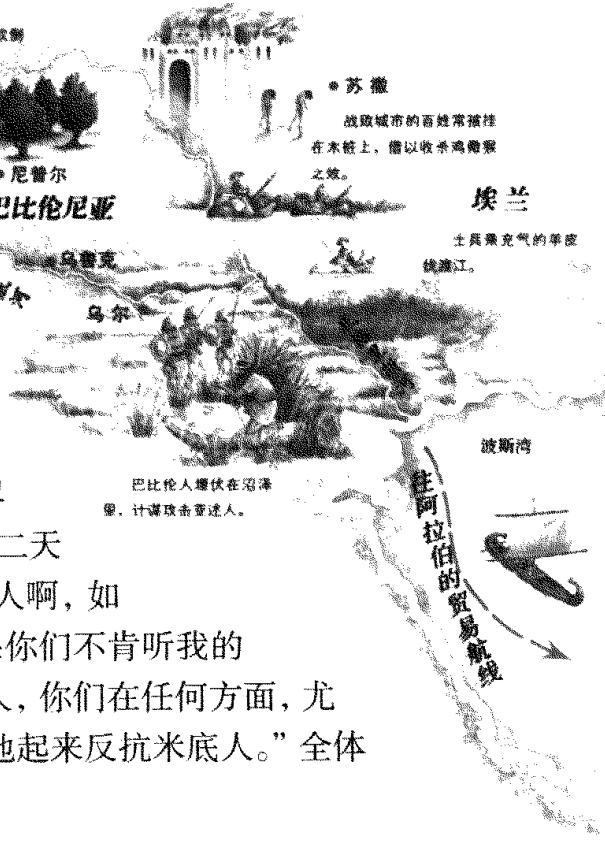 苏撒
战败城市的百姓常被挂
在木桩上，借以收杀鸡儆猴
之效。
尼普尔
巴比伦尼亚
埃兰
士兵乘充气的羊皮
筏渡江。
乌鲁克
乌尔
波斯湾
巴比伦人埋伏在沼泽
里，计谋攻击亚述人。
往阿拉伯的贸易航线
二天
人啊，如
你们不肯听我的
，你们在任何方面，尤
地起来反抗米底人。”全体